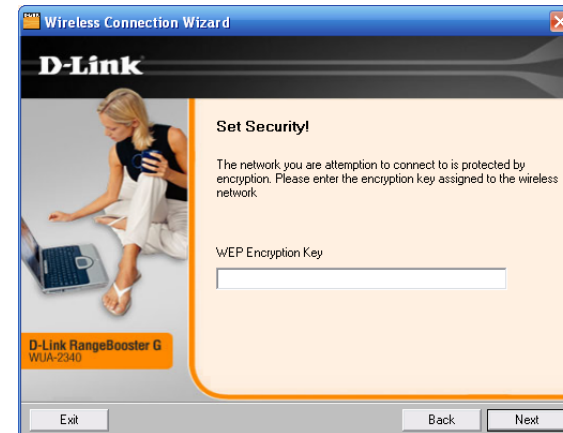 Wireless Connection Wizard
D-Link
Set Security!
The network you are attemption to connect to is protected by
encryption. Please enter the encryption key assigned to the wireless
network
WEP Encryption Key
D-Link RangeBooster G
WUA-2340
Exit
Back
Next